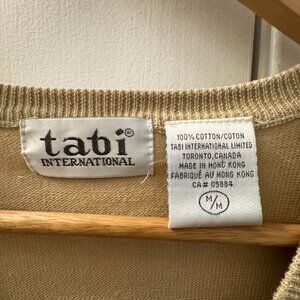 tabi®
INTERNATIONAL
100% COTTON/COTON
TABI INTERNATIONAL LIMITED
TORONTO, CANADA
MADE IN HONG KONG
FABRIQUÉ AU HONG KONG
CA# 09884
M/M